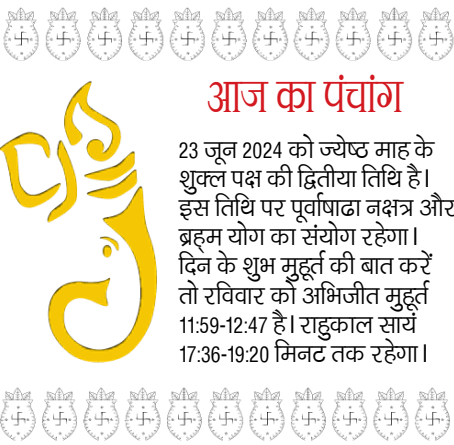 आज का पंचांग
23 जून 2024 को ज्येष्ठ माह के
शुक्ल पक्ष की द्वितीया तिथि है।
इस तिथि पर पूर्वाषाढा नक्षत्र और
ब्रह्म योग का संयोग रहेगा।
दिन के शुभ मुहूर्त की बात करें
तो रविवार को अभिजीत मुहूर्त
11:59-12:47 है। राहुकाल सायं
17:36-19:20 मिनट तक रहेगा।